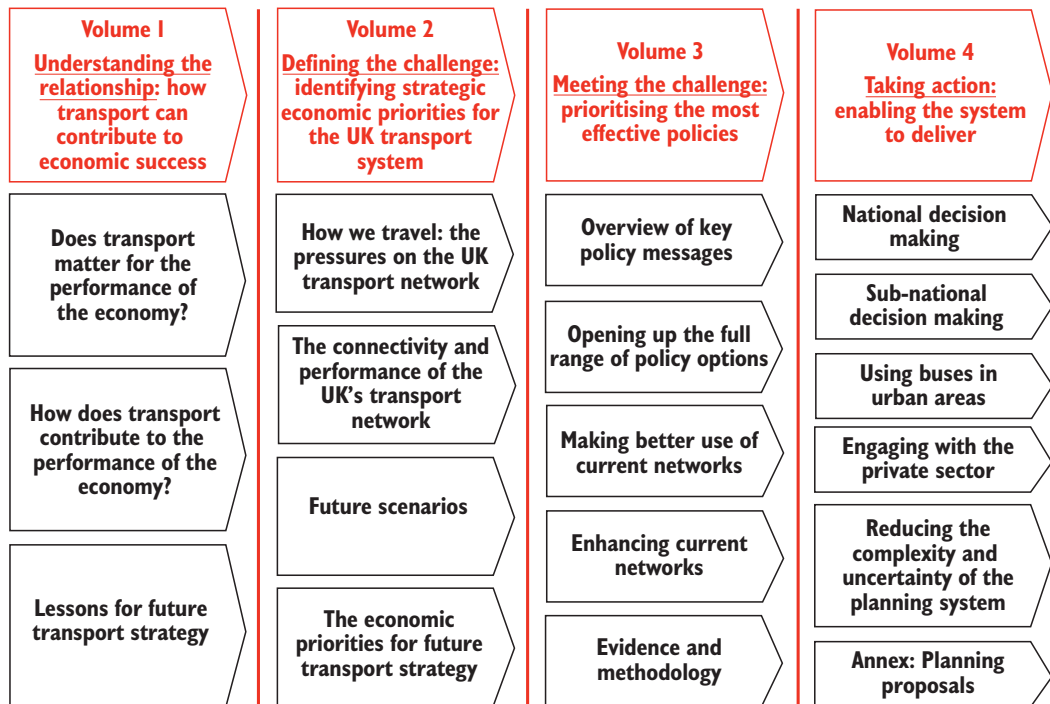 Volume 1
Understanding the
relationship: how
transport can
contribute to
economic success
Does transport
matter for the
performance of
the economy?
How does transport
contribute to the
performance of the
economy?
Lessons for future
transport strategy
Volume 2
Defining the challenge:
identifying strategic
economic priorities for
the UK transport
system
How we travel: the
pressures on the UK
transport network
The connectivity and
performance of the
UK's transport
network
Future scenarios
The economic
priorities for future
transport strategy
Volume 3
Meeting the challenge:
prioritising the most
effective policies
Overview of key
policy messages
Opening up the full
range of policy options
Making better use of
current networks
Enhancing current
networks
Evidence and
methodology
Volume 4
Taking action:
enabling the system
to deliver
National decision
making
Sub-national
decision making
Using buses in
urban areas
Engaging with the
private sector
Reducing the
complexity and
uncertainty of the
planning system
Annex: Planning
proposals